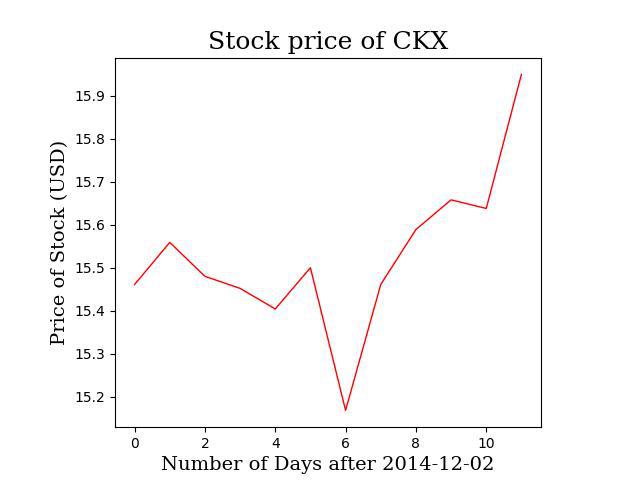 Stock price of CKX
Price of Stock (USD)
15.9
15.8
15.7
15.6
15.5
15.4
15.3
15.2
0 2 4 6 8 10
Number of Days after 2014-12-02